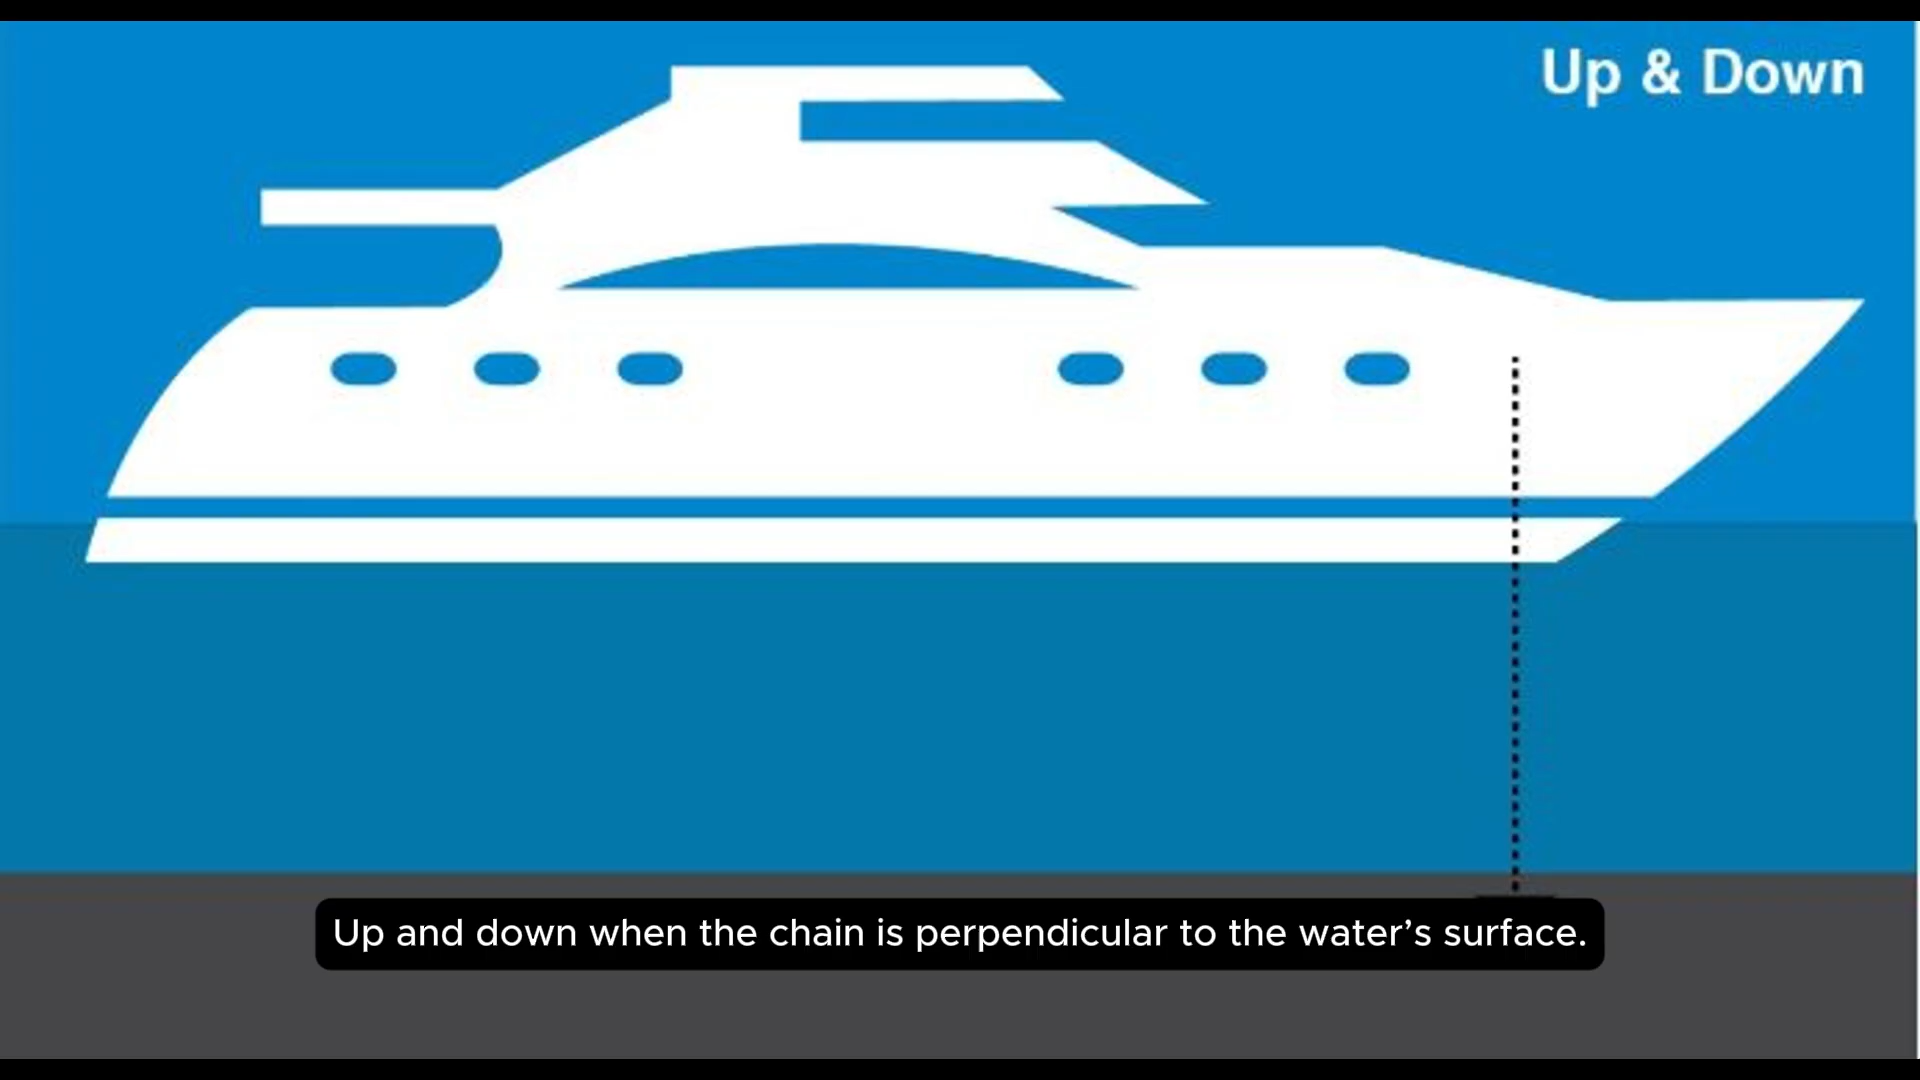 Up & Down
Up and down when the chain is perpendicular to the water’s surface.